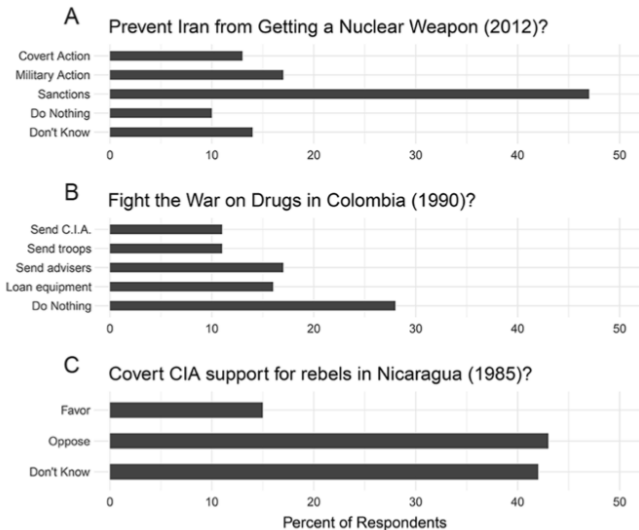 A
Prevent Iran from Getting a Nuclear Weapon (2012)?
Covert Action
Military Action
Sanctions
Do Nothing
Don't Know
0 10 20 30 40 50
B
Fight the War on Drugs in Colombia (1990)?
Send C.I.A.
Send troops
Send advisers
Loan equipment
Do Nothing
0 10 20 30 40 50
C
Covert CIA support for rebels in Nicaragua (1985)?
Favor
Oppose
Don't Know
0 10 20 30 40 50
Percent of Respondents